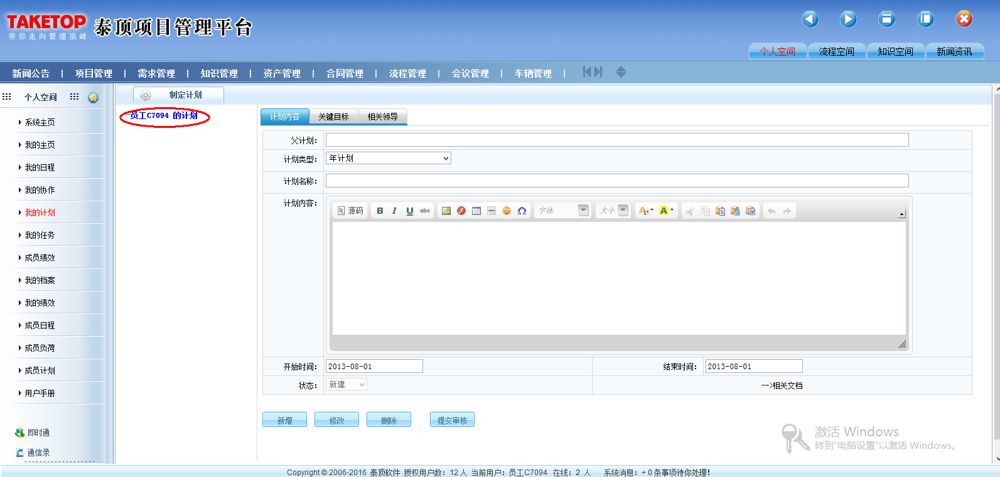 TAKETOP 泰顶项目管理平台
带你走向管理顶峰
个人空间 流程空间 知识空间 新闻资讯
新闻公告 | 项目管理 | 需求管理 | 知识管理 | 资产管理 | 合同管理 | 流程管理 | 会议管理 | 车辆管理 |
个人空间
系统主页
我的主页
我的日程
我的协作
我的计划
我的任务
成员绩效
我的档案
我的绩效
成员日程
成员负荷
成员计划
用户手册
即时通
通信录
制定计划
员工C7094 的计划
计划内容 关键目标 相关领导
父计划:
计划类型: 年计划
计划名称:
计划内容:
源码 B I U abc Ω 字体 大小 A A
开始时间: 2013-08-01 结束时间: 2013-08-01
状态: 新建 -->相关文档
新增 修改 删除 提交审核
激活 Windows
转到"电脑设置"以激活 Windows。
Copyright © 2006-2016 泰顶软件 授权用户数: 12 人 当前用户: 员工C7094 在线: 2 人 系统消息: + 0 条事项待你处理!